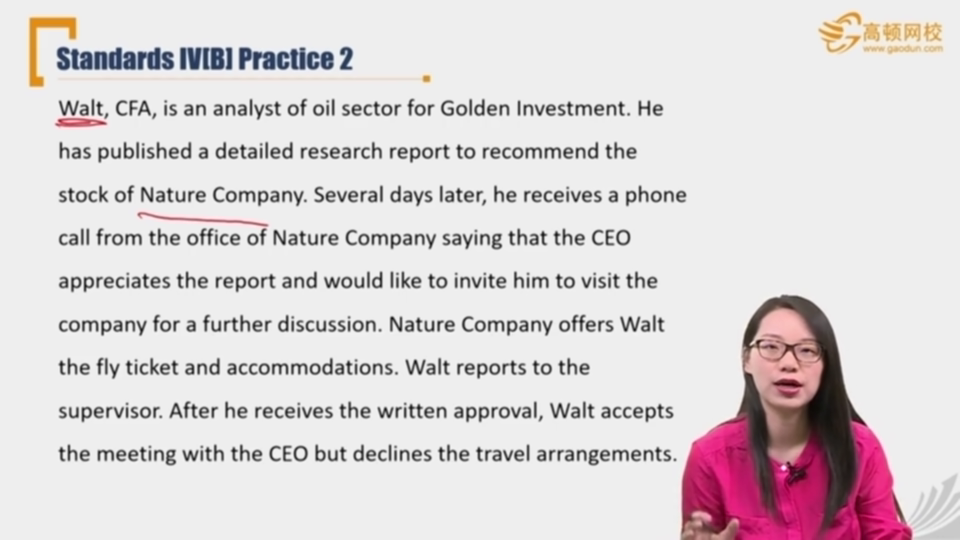 高顿网校
www.gaodun.com
Standards IV[B] Practice 2
Walt, CFA, is an analyst of oil sector for Golden Investment. He
has published a detailed research report to recommend the
stock of Nature Company. Several days later, he receives a phone
call from the office of Nature Company saying that the CEO
appreciates the report and would like to invite him to visit the
company for a further discussion. Nature Company offers Walt
the fly ticket and accommodations. Walt reports to the
supervisor. After he receives the written approval, Walt accepts
the meeting with the CEO but declines the travel arrangements.